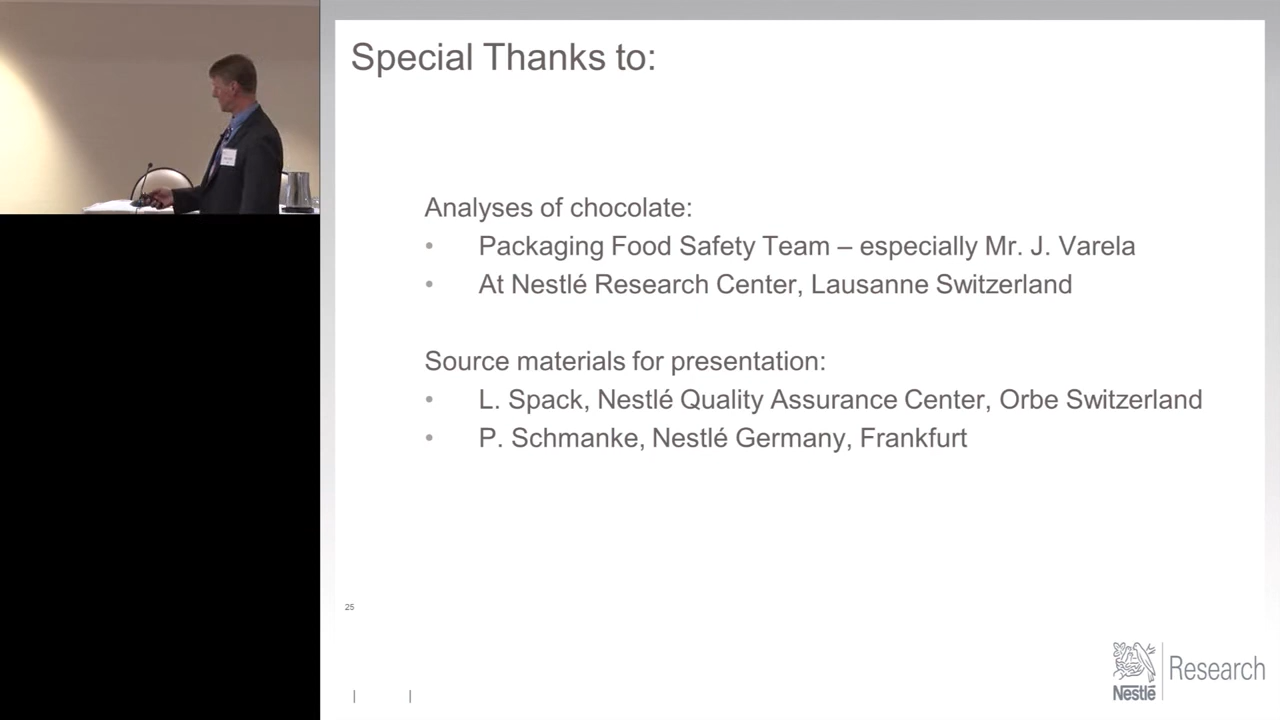 Special Thanks to:
Analyses of chocolate:
• Packaging Food Safety Team – especially Mr. J. Varela
• At Nestlé Research Center, Lausanne Switzerland
Source materials for presentation:
• L. Spack, Nestlé Quality Assurance Center, Orbe Switzerland
• P. Schmanke, Nestlé Germany, Frankfurt
25
Nestlé Research